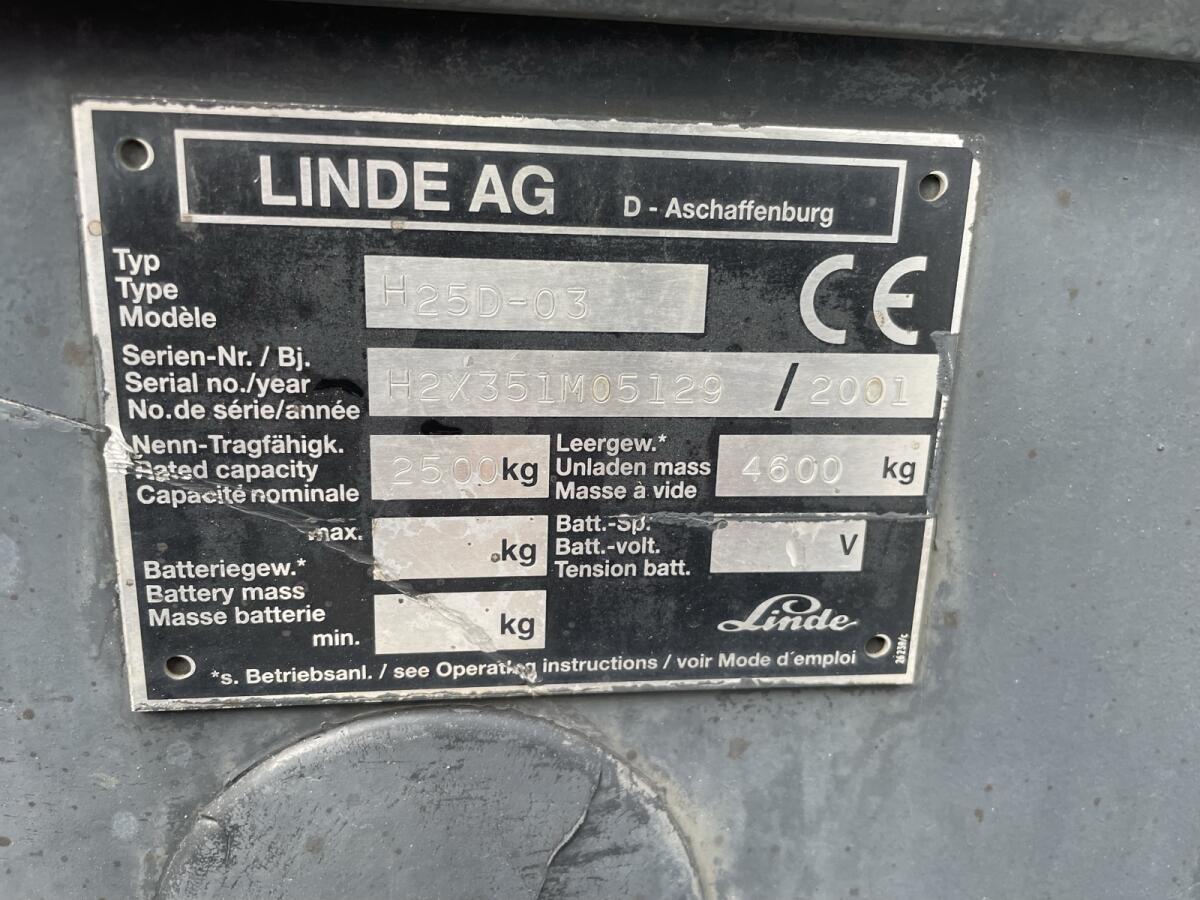 LINDE AG D - Aschaffenburg
Typ
Type
Modèle
H25D-03
CE
Serien-Nr. / Bj.
Serial no./year
No.de série/année
H2X351M05129 / 2001
Nenn-Tragfähigk.
Rated capacity
Capacité nominale
2500 kg
Leergew.*
Unladen mass
Masse à vide
4600 kg
max.
kg
Batt.-Sp.
Batt.-volt.
Tension batt.
V
Batteriegew.*
Battery mass
Masse batterie
min.
kg
Linde
*s. Betriebsanl. / see Operating instructions / voir Mode d´emploi